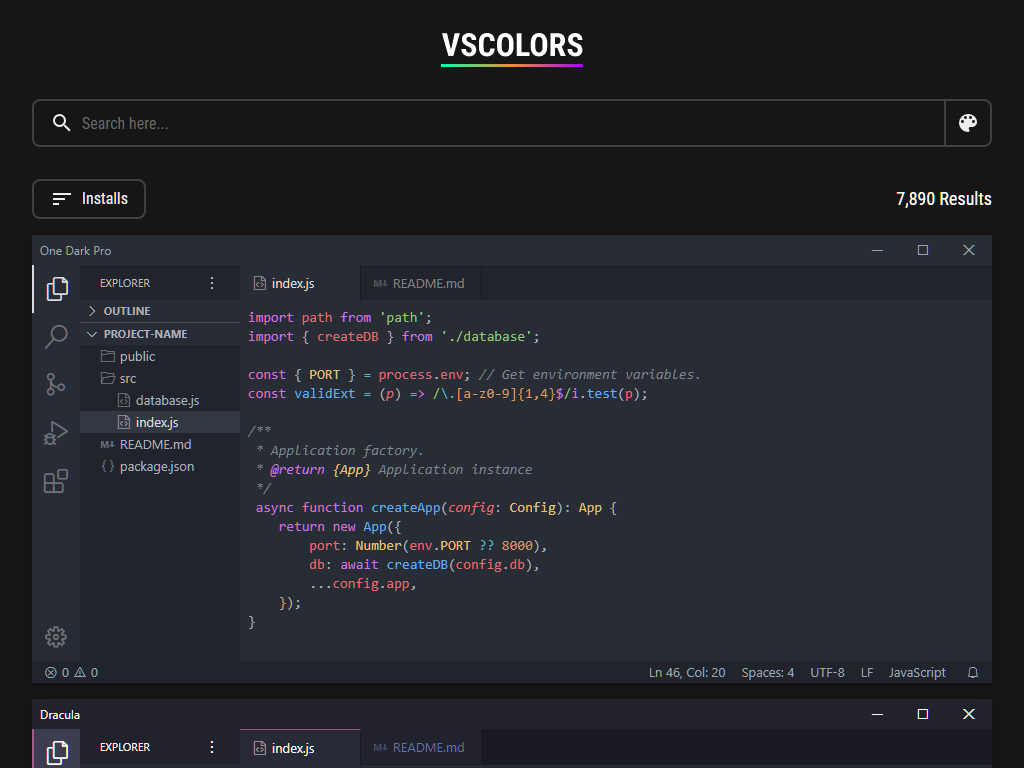 VSCOLORS
Search here...
Installs
7,890 Results
One Dark Pro
EXPLORER
index.js
README.md
OUTLINE
PROJECT-NAME
public
src
database.js
index.js
README.md
package.json
import path from 'path';
import { createDB } from './database';
const { PORT } = process.env; // Get environment variables.
const validExt = (p) => /\.[a-z0-9]{1,4}$/i.test(p);
/**
* Application factory.
* @return {App} Application instance
*/
async function createApp(config: Config): App {
return new App({
port: Number(env.PORT ?? 8000),
db: await createDB(config.db),
...config.app,
});
}
0 0
Ln 46, Col: 20 Spaces: 4 UTF-8 LF JavaScript
Dracula
EXPLORER
index.js
README.md